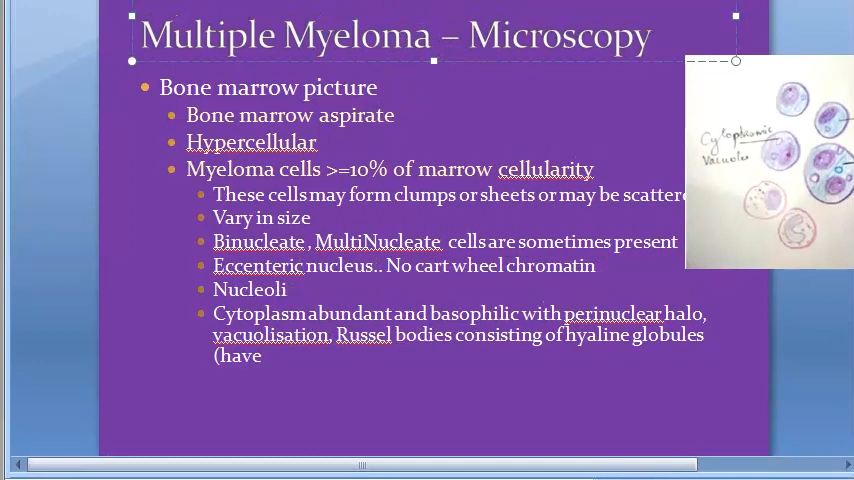 Multiple Myeloma – Microscopy
Bone marrow picture
Bone marrow aspirate
Hypercellular
Myeloma cells >=10% of marrow cellularity
These cells may form clumps or sheets or may be scattere
Vary in size
Binucleate , MultiNucleate cells are sometimes present
Eccenteric nucleus.. No cart wheel chromatin
Nucleoli
Cytoplasm abundant and basophilic with perinuclear halo,
vacuolisation, Russel bodies consisting of hyaline globules
(have
Cytoplasmic
Vacuoles